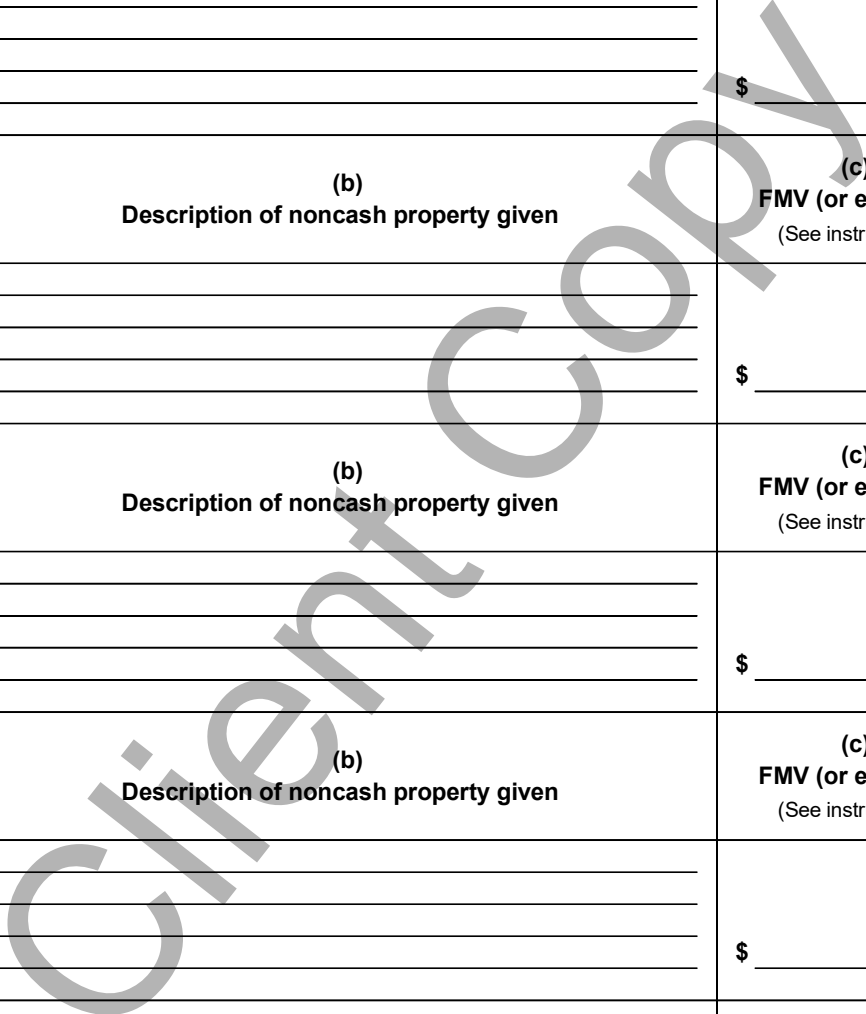 $
(b)
Description of noncash property given
(c)
FMV (or e
(See instr
$
(b)
Description of noncash property given
(c)
FMV (or e
(See instr
$
(b)
Description of noncash property given
(c)
FMV (or e
(See instr
$
Client Copy